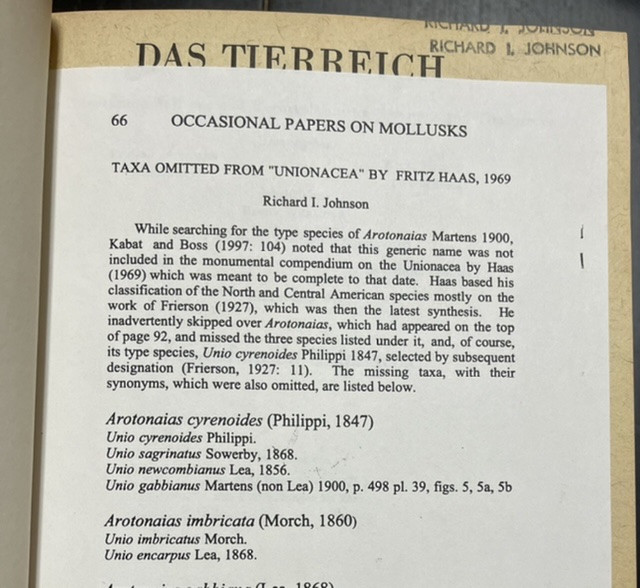 RICHARD I. JOHNSON
RICHARD I. JOHNSON
DAS TIERREICH
66 OCCASIONAL PAPERS ON MOLLUSKS
TAXA OMITTED FROM "UNIONACEA" BY FRITZ HAAS, 1969
Richard I. Johnson
While searching for the type species of Arotonaias Martens 1900,
Kabat and Boss (1997: 104) noted that this generic name was not
included in the monumental compendium on the Unionacea by Haas
(1969) which was meant to be complete to that date. Haas based his
classification of the North and Central American species mostly on the
work of Frierson (1927), which was then the latest synthesis. He
inadvertently skipped over Arotonaias, which had appeared on the top
of page 92, and missed the three species listed under it, and, of course,
its type species, Unio cyrenoides Philippi 1847, selected by subsequent
designation (Frierson, 1927: 11). The missing taxa, with their
synonyms, which were also omitted, are listed below.
Arotonaias cyrenoides (Philippi, 1847)
Unio cyrenoides Philippi.
Unio sagrinatus Sowerby, 1868.
Unio newcombianus Lea, 1856.
Unio gabbianus Martens (non Lea) 1900, p. 498 pl. 39, figs. 5, 5a, 5b
Arotonaias imbricata (Morch, 1860)
Unio imbricatus Morch.
Unio encarpus Lea, 1868.